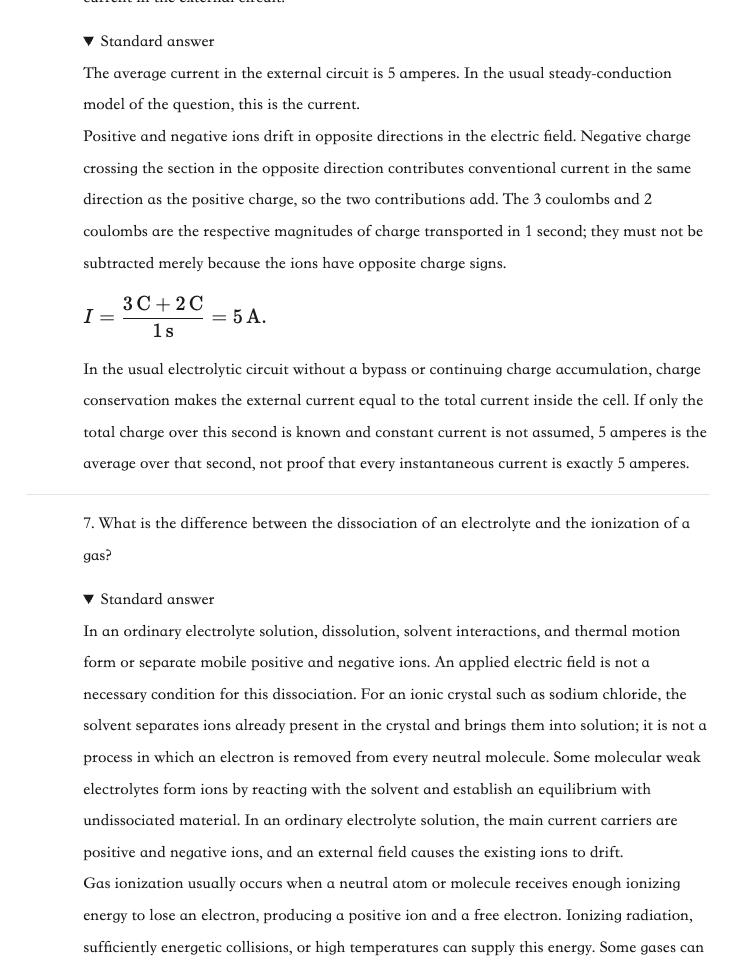 current in the external circuit.
▼ Standard answer
The average current in the external circuit is 5 amperes. In the usual steady-conduction
model of the question, this is the current.
Positive and negative ions drift in opposite directions in the electric field. Negative charge
crossing the section in the opposite direction contributes conventional current in the same
direction as the positive charge, so the two contributions add. The 3 coulombs and 2
coulombs are the respective magnitudes of charge transported in 1 second; they must not be
subtracted merely because the ions have opposite charge signs.
I = (3 C + 2 C) / (1 s) = 5 A.
In the usual electrolytic circuit without a bypass or continuing charge accumulation, charge
conservation makes the external current equal to the total current inside the cell. If only the
total charge over this second is known and constant current is not assumed, 5 amperes is the
average over that second, not proof that every instantaneous current is exactly 5 amperes.
7. What is the difference between the dissociation of an electrolyte and the ionization of a
gas?
▼ Standard answer
In an ordinary electrolyte solution, dissolution, solvent interactions, and thermal motion
form or separate mobile positive and negative ions. An applied electric field is not a
necessary condition for this dissociation. For an ionic crystal such as sodium chloride, the
solvent separates ions already present in the crystal and brings them into solution; it is not a
process in which an electron is removed from every neutral molecule. Some molecular weak
electrolytes form ions by reacting with the solvent and establish an equilibrium with
undissociated material. In an ordinary electrolyte solution, the main current carriers are
positive and negative ions, and an external field causes the existing ions to drift.
Gas ionization usually occurs when a neutral atom or molecule receives enough ionizing
energy to lose an electron, producing a positive ion and a free electron. Ionizing radiation,
sufficiently energetic collisions, or high temperatures can supply this energy. Some gases can